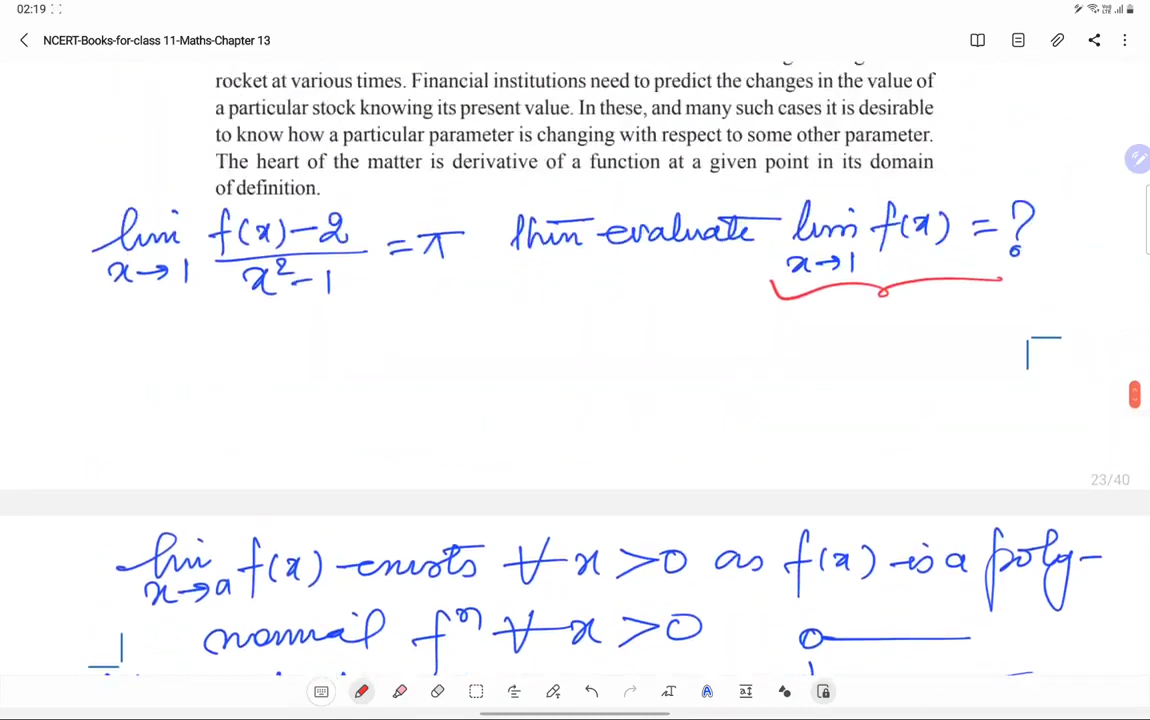 02:19
NCERT-Books-for-class 11-Maths-Chapter 13
rocket at various times. Financial institutions need to predict the changes in the value of
a particular stock knowing its present value. In these, and many such cases it is desirable
to know how a particular parameter is changing with respect to some other parameter.
The heart of the matter is derivative of a function at a given point in its domain
of definition.
lim x→1 (f(x)-2)/(x²-1) = π then evaluate lim x→1 f(x) = ?
23/40
lim x→a f(x) exists ∀ x > 0 as f(x) is a poly-
nomial fⁿ ∀ x > 0